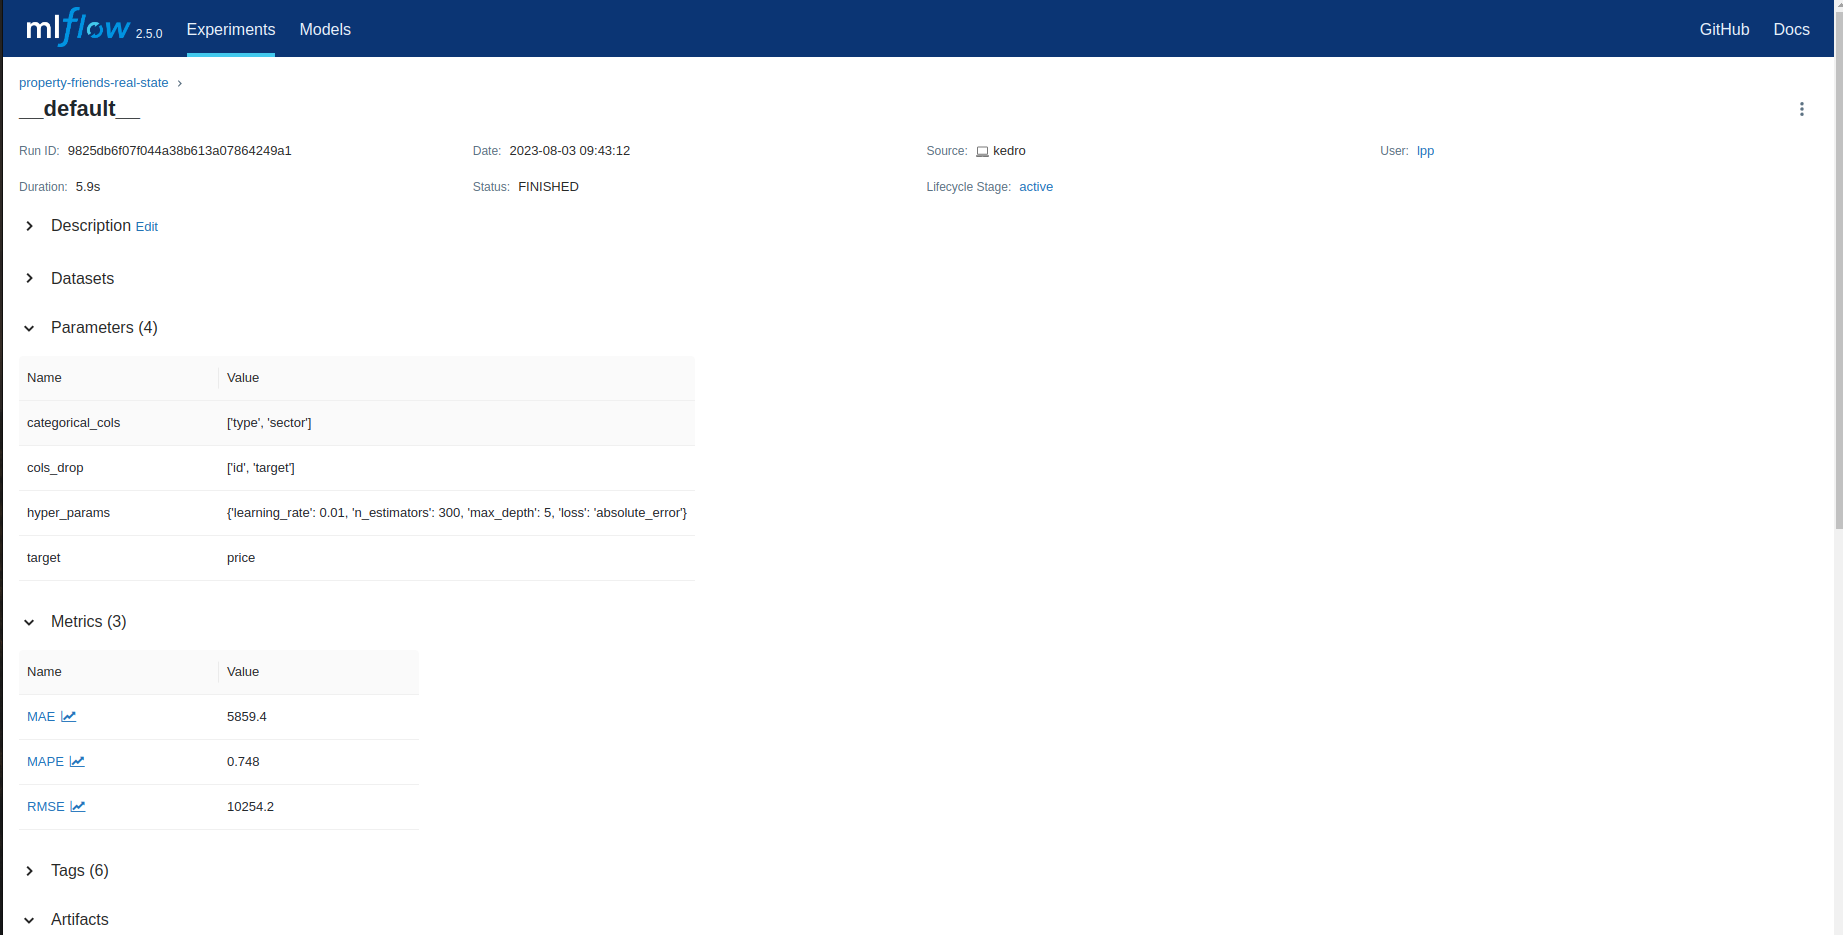 mlflow 2.5.0 Experiments Models GitHub Docs
property-friends-real-state ›
__default__
Run ID: 9825db6f07f044a38b613a07864249a1 Date: 2023-08-03 09:43:12 Source: kedro User: lpp
Duration: 5.9s Status: FINISHED Lifecycle Stage: active
Description Edit
Datasets
Parameters (4)
Name Value
categorical_cols ['type', 'sector']
cols_drop ['id', 'target']
hyper_params {'learning_rate': 0.01, 'n_estimators': 300, 'max_depth': 5, 'loss': 'absolute_error'}
target price
Metrics (3)
Name Value
MAE 5859.4
MAPE 0.748
RMSE 10254.2
Tags (6)
Artifacts